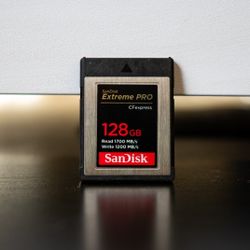 SanDisk
Extreme PRO
CFexpress
128GB
Read 1700 MB/s
Write 1200 MB/s
SanDisk